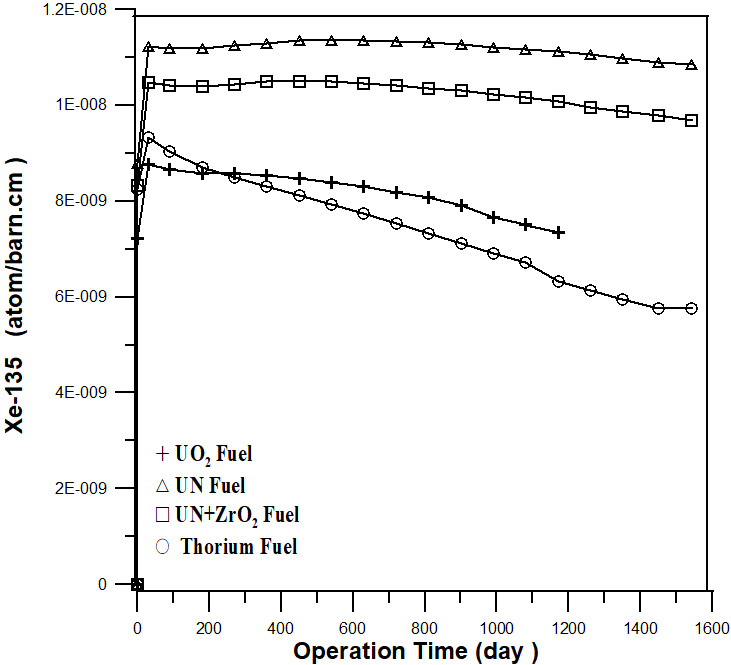 1.2E-008
1E-008
8E-009
6E-009
4E-009
2E-009
0
Xe-135 (atom/barn.cm)
UO2 Fuel
UN Fuel
UN+ZrO2 Fuel
Thorium Fuel
0 200 400 600 800 1000 1200 1400 1600
Operation Time (day )